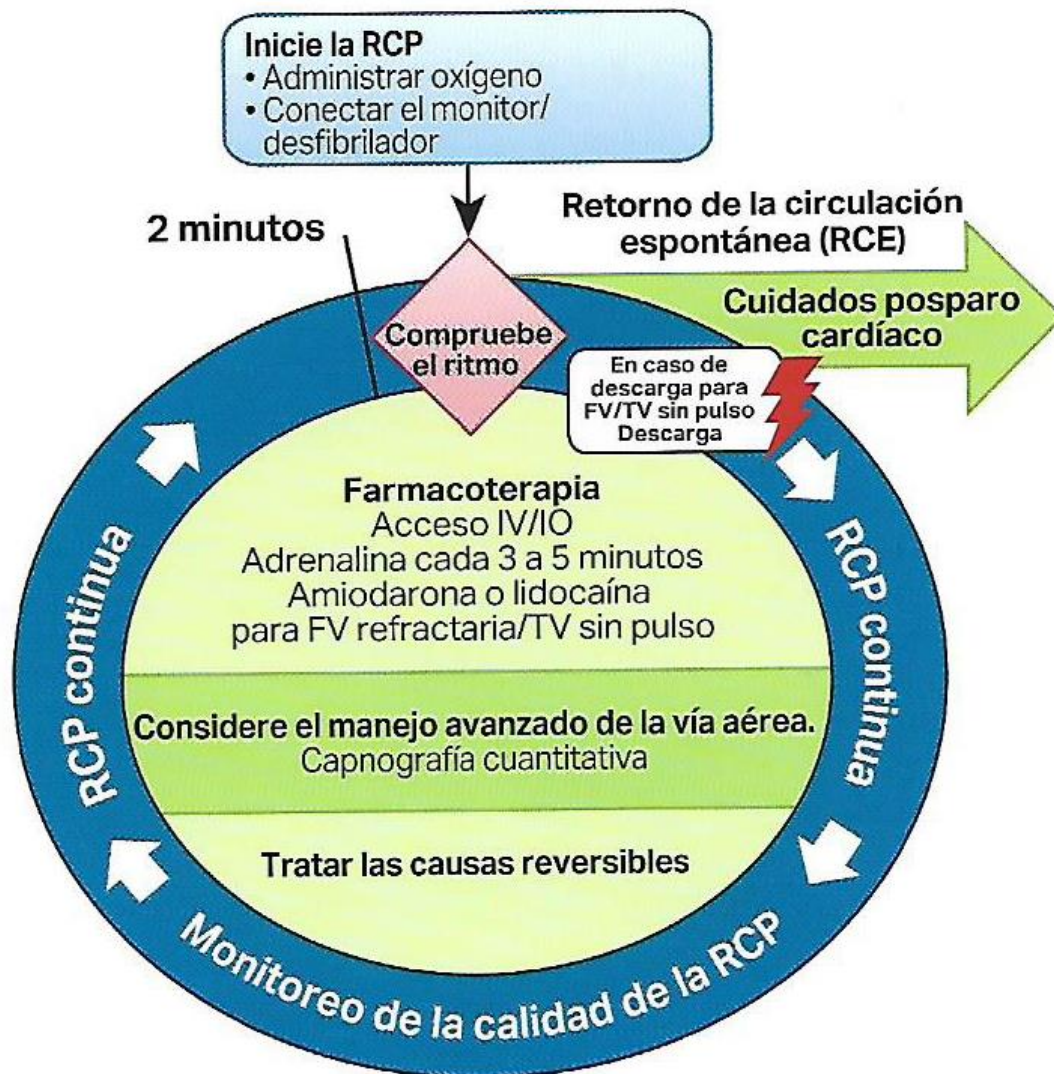 Inicie la RCP
• Administrar oxígeno
• Conectar el monitor/
desfibrilador
2 minutos
Retorno de la circulación
espontánea (RCE)
Cuidados posparo
cardíaco
Compruebe
el ritmo
En caso de
descarga para
FV/TV sin pulso
Descarga
Farmacoterapia
Acceso IV/IO
Adrenalina cada 3 a 5 minutos
Amiodarona o lidocaína
para FV refractaria/TV sin pulso
Considere el manejo avanzado de la vía aérea.
Capnografía cuantitativa
Tratar las causas reversibles
RCP continua
RCP continua
Monitoreo de la calidad de la RCP